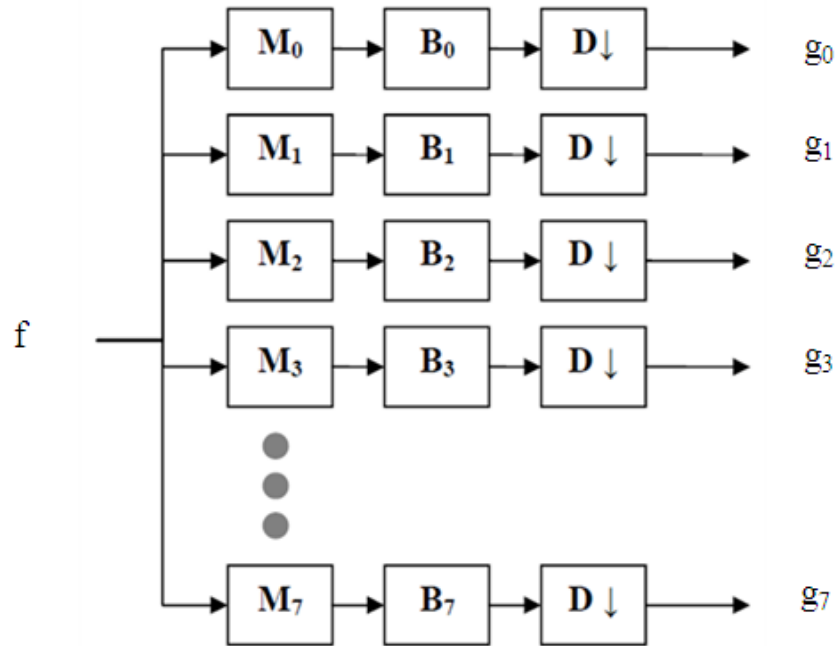 M₀ B₀ D↓ g₀
M₁ B₁ D ↓ g₁
M₂ B₂ D ↓ g₂
f
M₃ B₃ D ↓ g₃
M₇ B₇ D ↓ g₇